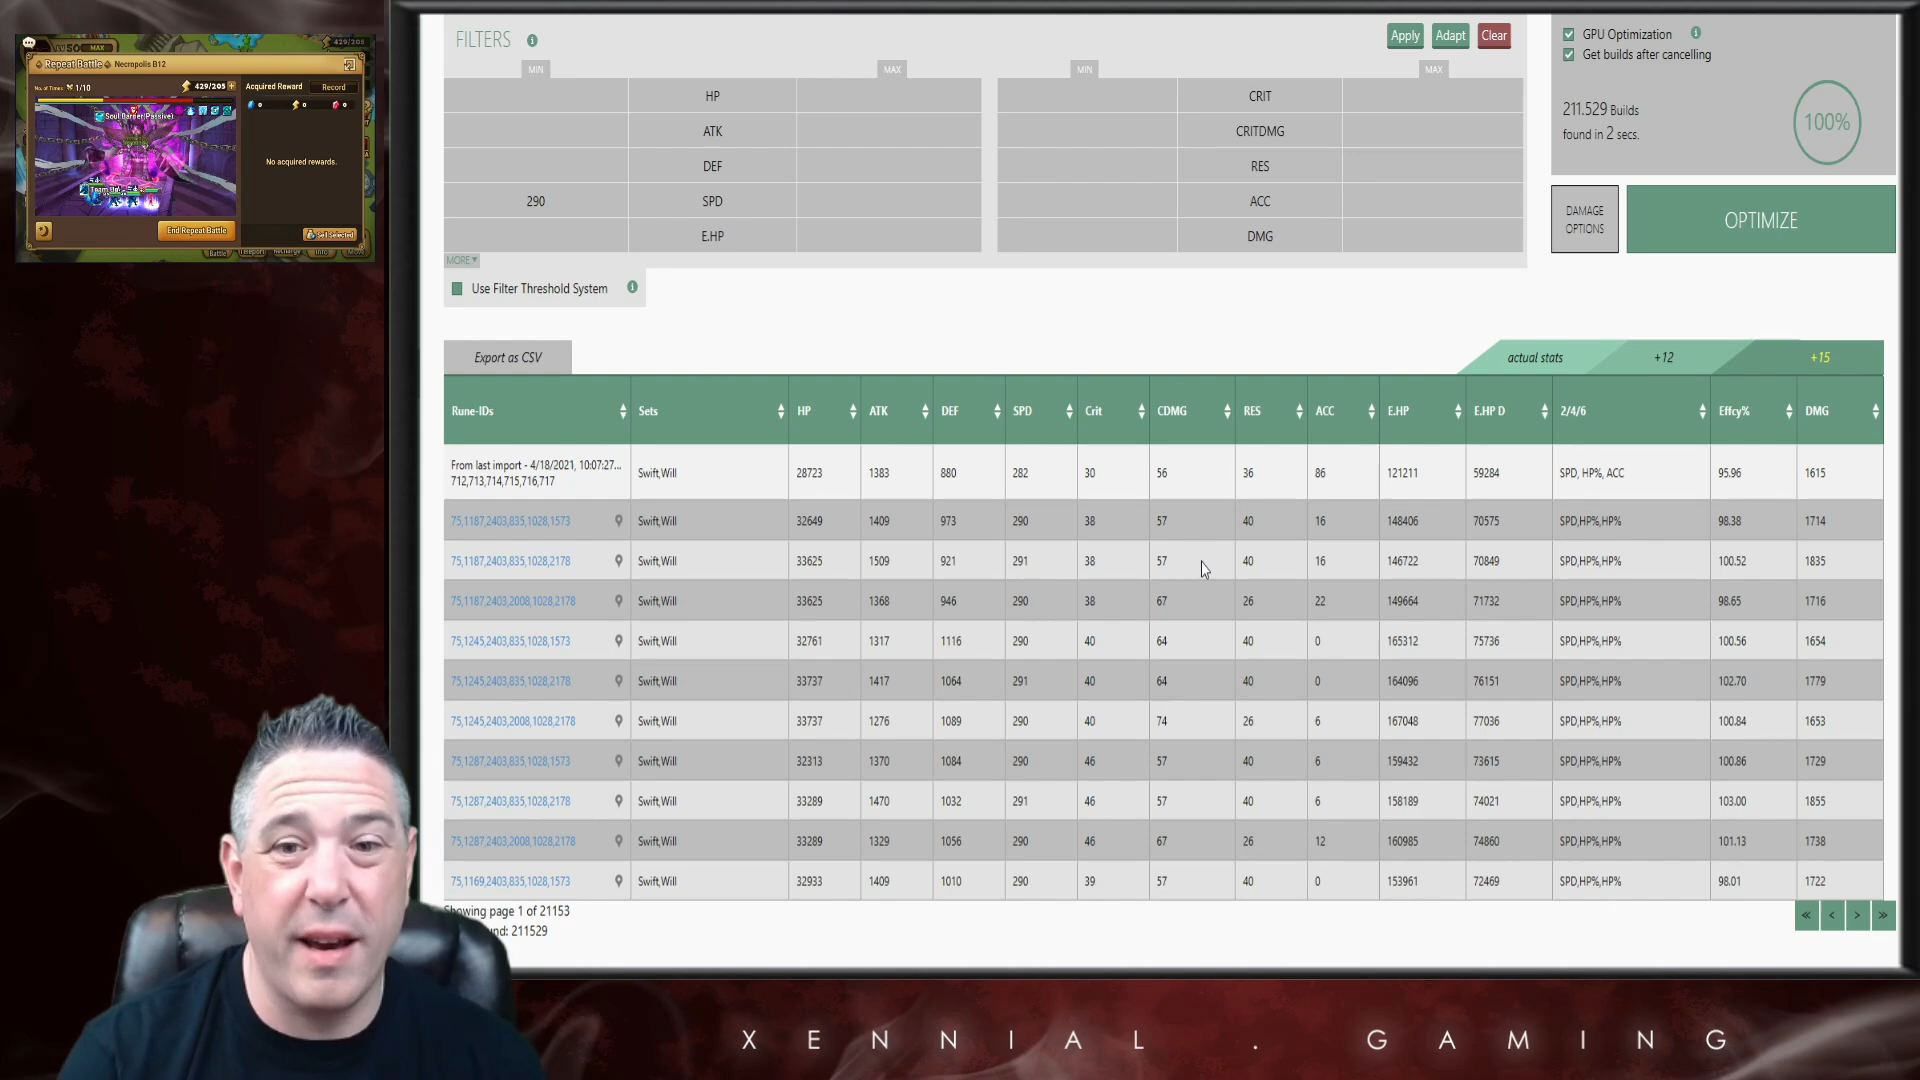 LV 50 MAX
429/205
Repeat Battle Necropolis B12
No. of Times 1/10
429/205 +
Acquired Reward
Record
0 0 0
Soul Barrier(Passive)
No acquired rewards.
End Repeat Battle
Sell Selected
Battle
Info
FILTERS
Apply
Adapt
Clear
MIN MAX MIN MAX
HP CRIT
ATK CRITDMG
DEF RES
290 SPD ACC
E.HP DMG
MORE
Use Filter Threshold System
GPU Optimization
Get builds after cancelling
211.529 Builds
found in 2 secs.
100%
DAMAGE
OPTIONS
OPTIMIZE
Export as CSV
actual stats +12 +15
Rune-IDs Sets HP ATK DEF SPD Crit CDMG RES ACC E.HP E.HP D 2/4/6 Effcy% DMG
From last import - 4/18/2021, 10:07:27...
712,713,714,715,716,717 Swift,Will 28723 1383 880 282 30 56 36 86 121211 59284 SPD, HP%, ACC 95.96 1615
75,1187,2403,835,1028,1573 Swift,Will 32649 1409 973 290 38 57 40 16 148406 70575 SPD,HP%,HP% 98.38 1714
75,1187,2403,835,1028,2178 Swift,Will 33625 1509 921 291 38 57 40 16 146722 70849 SPD,HP%,HP% 100.52 1835
75,1187,2403,2008,1028,2178 Swift,Will 33625 1368 946 290 38 67 26 22 149664 71732 SPD,HP%,HP% 98.65 1716
75,1245,2403,835,1028,1573 Swift,Will 32761 1317 1116 290 40 64 40 0 165312 75736 SPD,HP%,HP% 100.56 1654
75,1245,2403,835,1028,2178 Swift,Will 33737 1417 1064 291 40 64 40 0 164096 76151 SPD,HP%,HP% 102.70 1779
75,1245,2403,2008,1028,2178 Swift,Will 33737 1276 1089 290 40 74 26 6 167048 77036 SPD,HP%,HP% 100.84 1653
75,1287,2403,835,1028,1573 Swift,Will 32313 1370 1084 290 46 57 40 6 159432 73615 SPD,HP%,HP% 100.86 1729
75,1287,2403,835,1028,2178 Swift,Will 33289 1470 1032 291 46 57 40 6 158189 74021 SPD,HP%,HP% 103.00 1855
75,1287,2403,2008,1028,2178 Swift,Will 33289 1329 1056 290 46 67 26 12 160985 74860 SPD,HP%,HP% 101.13 1738
75,1169,2403,835,1028,1573 Swift,Will 32933 1409 1010 290 39 57 40 0 153961 72469 SPD,HP%,HP% 98.01 1722
Showing page 1 of 21153
211529
« < > »
XENNIAL . GAMING